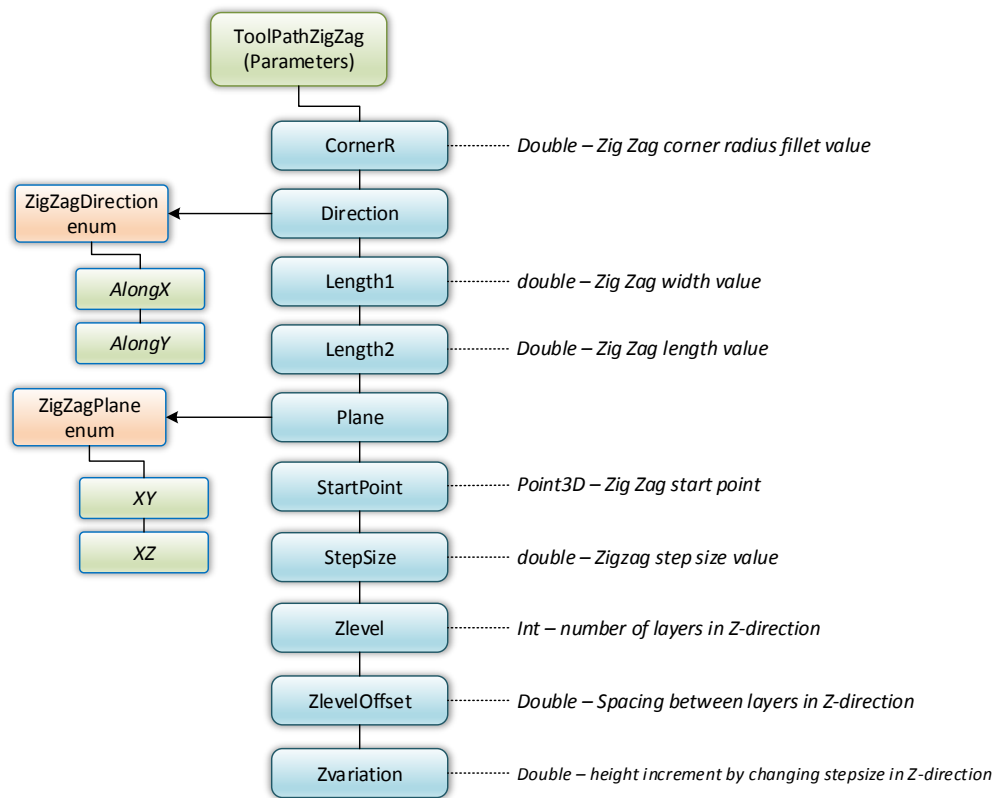 ToolPathZigZag
(Parameters)
CornerR
Double – Zig Zag corner radius fillet value
ZigZagDirection
enum
Direction
AlongX
AlongY
Length1
double – Zig Zag width value
Length2
Double – Zig Zag length value
ZigZagPlane
enum
Plane
XY
XZ
StartPoint
Point3D – Zig Zag start point
StepSize
double – Zigzag step size value
Zlevel
Int – number of layers in Z-direction
ZlevelOffset
Double – Spacing between layers in Z-direction
Zvariation
Double – height increment by changing stepsize in Z-direction